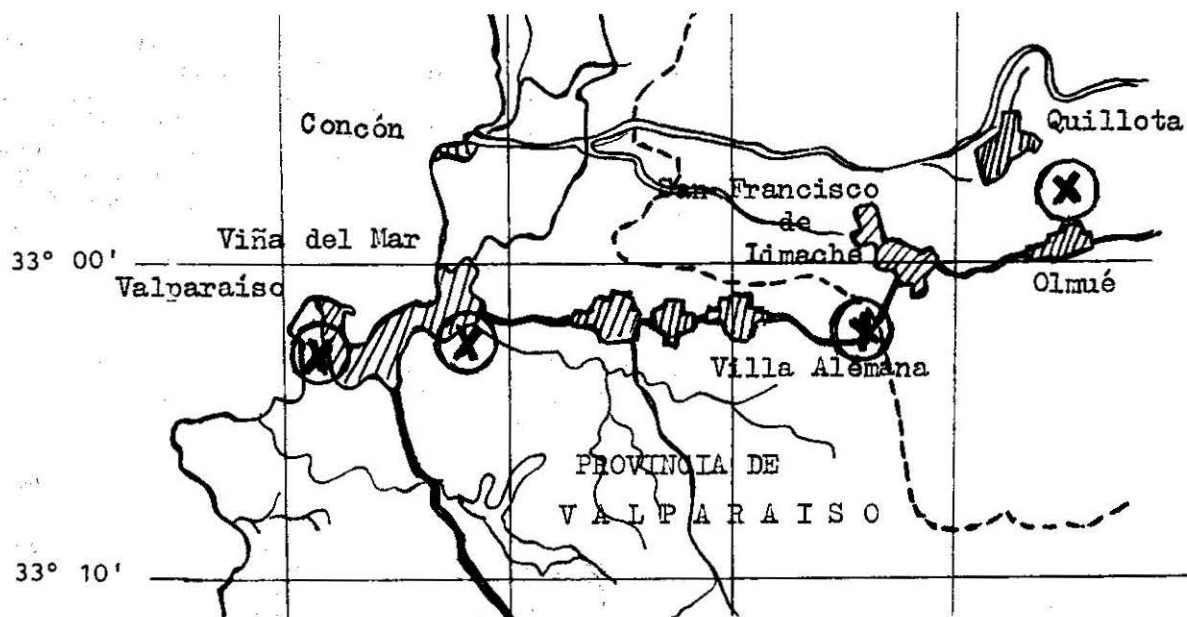 Concón
Quillota
San Francisco
de
Limache
Viña del Mar
33° 00'
Valparaíso
Olmué
Villa Alemana
PROVINCIA DE
VALPARAISO
33° 10'
X
X
X
X